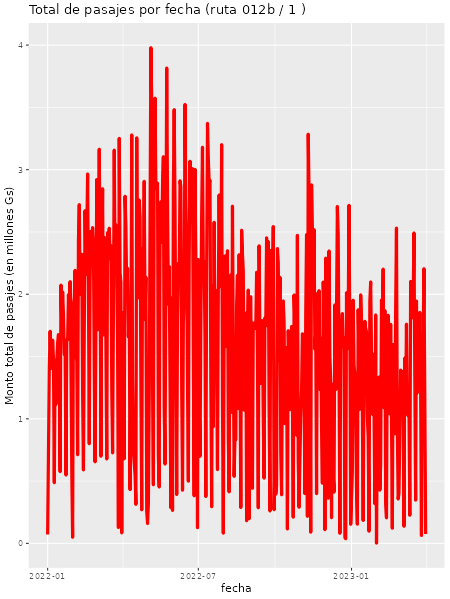 Total de pasajes por fecha (ruta 012b / 1 )
Monto total de pasajes (en millones Gs)
4
3
2
1
0
2022-01
2022-07
2023-01
fecha